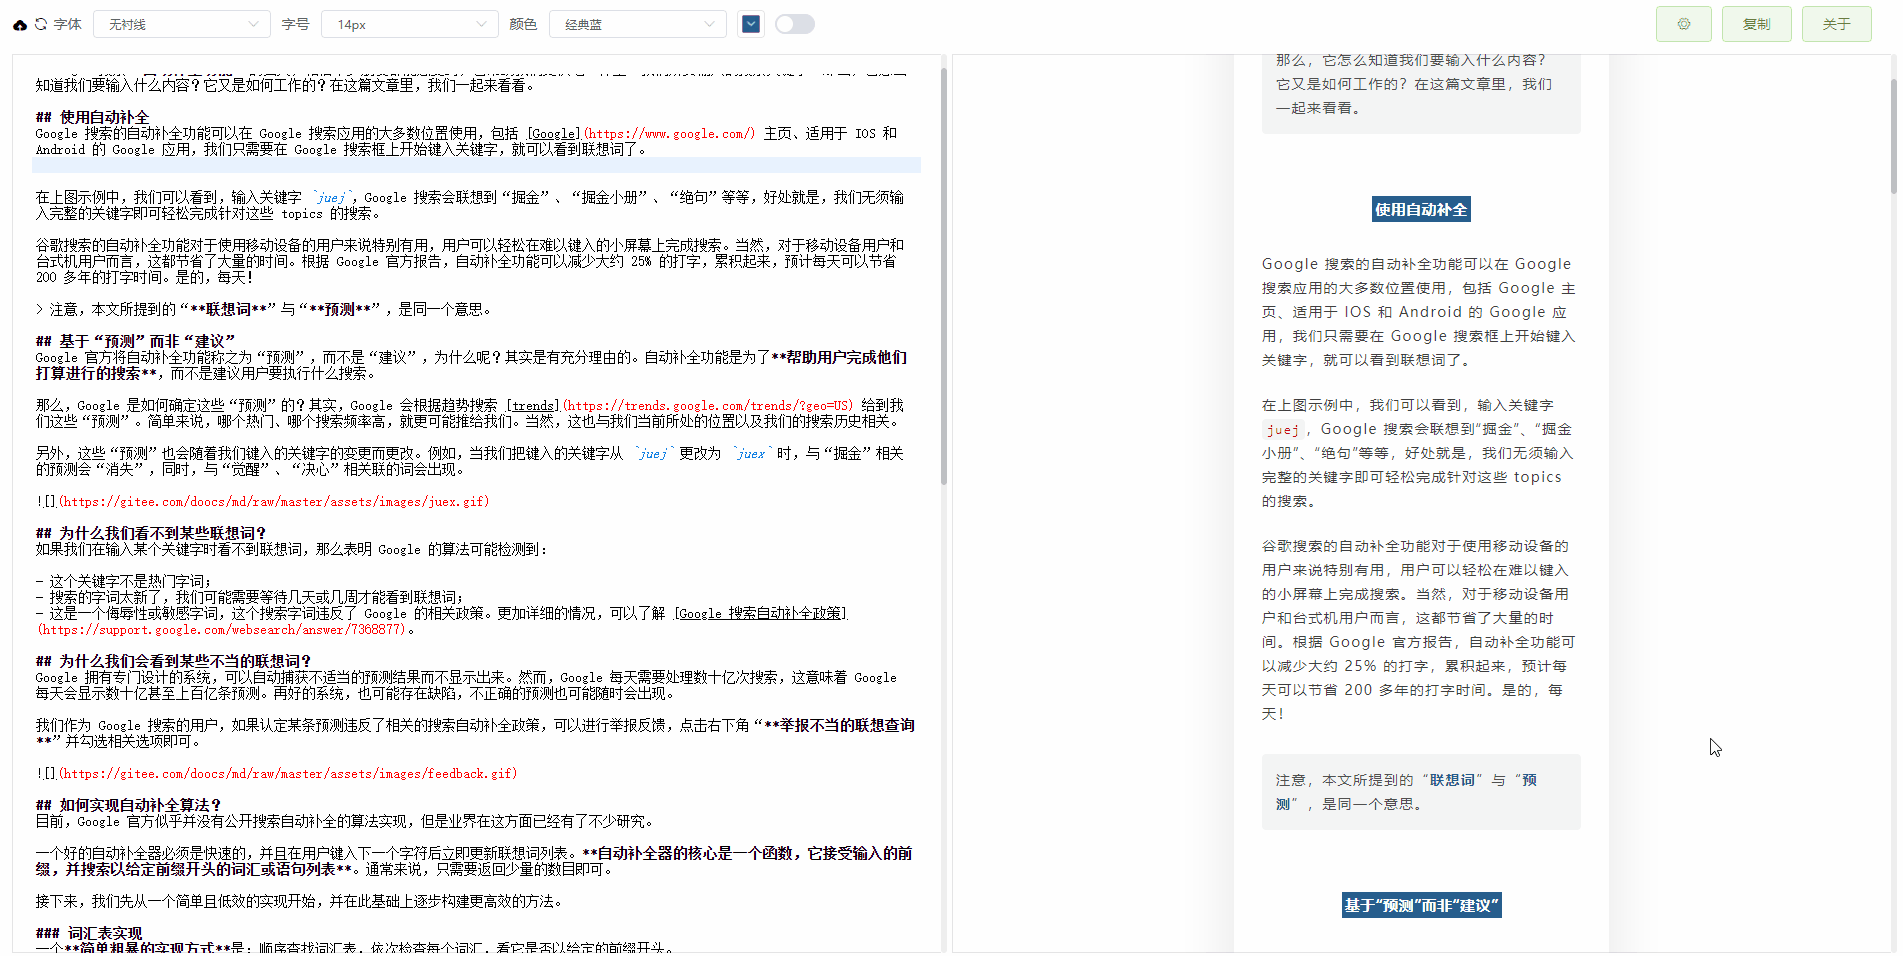 字体 无衬线 字号 14px 颜色 经典蓝 复制 关于
知道我们要输入什么内容？它又是如何工作的？在这篇文章里，我们一起来看看。
## 使用自动补全
Google 搜索的自动补全功能可以在 Google 搜索应用的大多数位置使用，包括 [Google](https://www.google.com/) 主页、适用于 IOS 和
Android 的 Google 应用，我们只需要在 Google 搜索框上开始键入关键字，就可以看到联想词了。
在上图示例中，我们可以看到，输入关键字 `juej`，Google 搜索会联想到“掘金”、“掘金小册”、“绝句”等等，好处就是，我们无须输
入完整的关键字即可轻松完成针对这些 topics 的搜索。
谷歌搜索的自动补全功能对于使用移动设备的用户来说特别有用，用户可以轻松在难以键入的小屏幕上完成搜索。当然，对于移动设备用户和
台式机用户而言，这都节省了大量的时间。根据 Google 官方报告，自动补全功能可以减少大约 25% 的打字，累积起来，预计每天可以节省
200 多年的打字时间。是的，每天！
> 注意，本文所提到的“**联想词**”与“**预测**”，是同一个意思。
## 基于“预测”而非“建议”
Google 官方将自动补全功能称之为“预测”，而不是“建议”，为什么呢？其实是有充分理由的。自动补全功能是为了**帮助用户完成他们
打算进行的搜索**，而不是建议用户要执行什么搜索。
那么，Google 是如何确定这些“预测”的？其实，Google 会根据趋势搜索 [trends](https://trends.google.com/trends/?geo=US) 给到我
们这些“预测”。简单来说，哪个热门、哪个搜索频率高，就更可能推给我们。当然，这也与我们当前所处的位置以及我们的搜索历史相关。
另外，这些“预测”也会随着我们键入的关键字的变更而更改。例如，当我们把键入的关键字从 `juej` 更改为 `juex` 时，与“掘金”相关
的预测会“消失”，同时，与“觉醒”、“决心”相关联的词会出现。
![](https://gitee.com/doocs/md/raw/master/assets/images/juex.gif)
## 为什么我们看不到某些联想词？
如果我们在输入某个关键字时看不到联想词，那么表明 Google 的算法可能检测到：
- 这个关键字不是热门字词；
- 搜索的字词太新了，我们可能需要等待几天或几周才能看到联想词；
- 这是一个侮辱性或敏感字词，这个搜索字词违反了 Google 的相关政策。更加详细的情况，可以了解 [Google 搜索自动补全政策]
(https://support.google.com/websearch/answer/7368877)。
## 为什么我们会看到某些不当的联想词？
Google 拥有专门设计的系统，可以自动捕获不适当的预测结果而不显示出来。然而，Google 每天需要处理数十亿次搜索，这意味着 Google
每天会显示数十亿甚至上百亿条预测。再好的系统，也可能存在缺陷，不正确的预测也可能随时会出现。
我们作为 Google 搜索的用户，如果认定某条预测违反了相关的搜索自动补全政策，可以进行举报反馈，点击右下角“**举报不当的联想查询
**”并勾选相关选项即可。
![](https://gitee.com/doocs/md/raw/master/assets/images/feedback.gif)
## 如何实现自动补全算法？
目前，Google 官方似乎并没有公开搜索自动补全的算法实现，但是业界在这方面已经有了不少研究。
一个好的自动补全器必须是快速的，并且在用户键入下一个字符后立即更新联想词列表。**自动补全器的核心是一个函数，它接受输入的前
缀，并搜索以给定前缀开头的词汇或语句列表**。通常来说，只需要返回少量的数目即可。
接下来，我们先从一个简单且低效的实现开始，并在此基础上逐步构建更高效的方法。
### 词汇表实现
一个**简单粗暴的实现方式**是：顺序查找词汇表，依次检查每个词汇，看它是否以给定的前缀开头。
那么，它怎么知道我们要输入什么内容？
它又是如何工作的？在这篇文章里，我们
一起来看看。
使用自动补全
Google 搜索的自动补全功能可以在 Google
搜索应用的大多数位置使用，包括 Google 主
页、适用于 IOS 和 Android 的 Google 应
用，我们只需要在 Google 搜索框上开始键入
关键字，就可以看到联想词了。
在上图示例中，我们可以看到，输入关键字
juej，Google 搜索会联想到“掘金”、“掘金
小册”、“绝句”等等，好处就是，我们无须输入
完整的关键字即可轻松完成针对这些 topics
的搜索。
谷歌搜索的自动补全功能对于使用移动设备的
用户来说特别有用，用户可以轻松在难以键入
的小屏幕上完成搜索。当然，对于移动设备用
户和台式机用户而言，这都节省了大量的时
间。根据 Google 官方报告，自动补全功能可
以减少大约 25% 的打字，累积起来，预计每
天可以节省 200 多年的打字时间。是的，每
天！
注意，本文所提到的“联想词”与“预
测”，是同一个意思。
基于“预测”而非“建议”